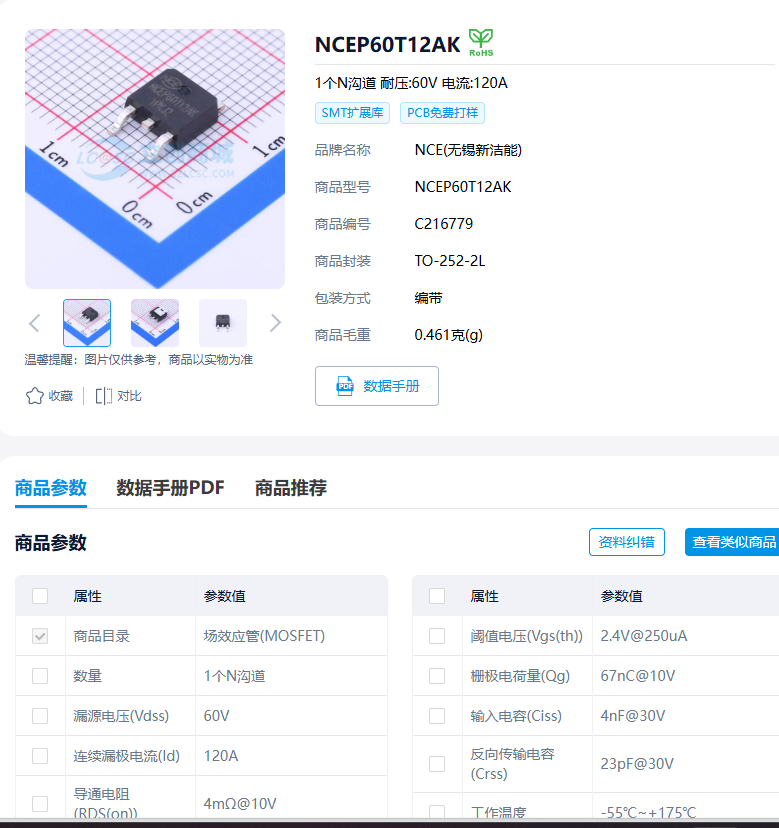 NCEP60T12AK
RoHS
1个N沟道 耐压:60V 电流:120A
SMT扩展库 PCB免费打样
品牌名称 NCE(无锡新洁能)
商品型号 NCEP60T12AK
商品编号 C216779
商品封装 TO-252-2L
包装方式 编带
商品毛重 0.461克(g)
PDF 数据手册
1cm
1cm
0cm
0cm
温馨提醒：图片仅供参考，商品以实物为准
收藏 对比
商品参数 数据手册PDF 商品推荐
商品参数
资料纠错 查看类似商品
属性 参数值
商品目录 场效应管(MOSFET)
数量 1个N沟道
漏源电压(Vdss) 60V
连续漏极电流(Id) 120A
导通电阻
(RDS(on)) 4mΩ@10V
属性 参数值
阈值电压(Vgs(th)) 2.4V@250uA
栅极电荷量(Qg) 67nC@10V
输入电容(Ciss) 4nF@30V
反向传输电容
(Crss) 23pF@30V
工作温度 -55℃~+175℃